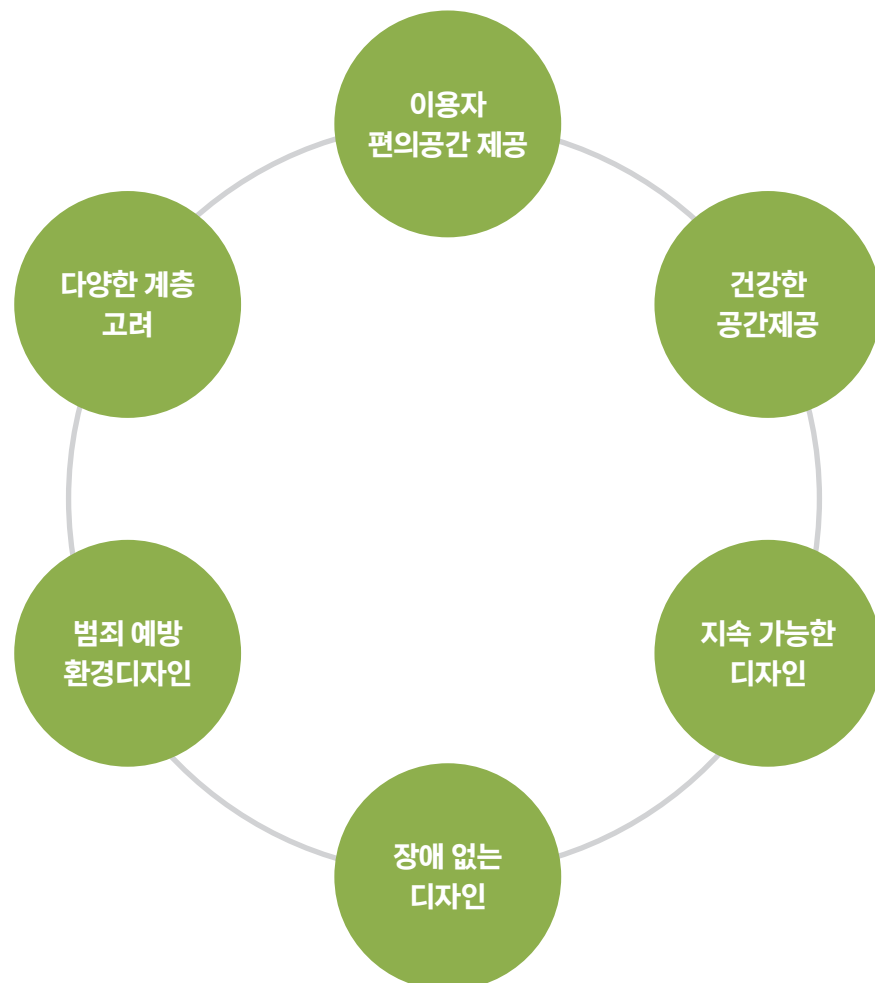 이용자
편의공간 제공
건강한
공간제공
지속 가능한
디자인
장애 없는
디자인
범죄 예방
환경디자인
다양한 계층
고려